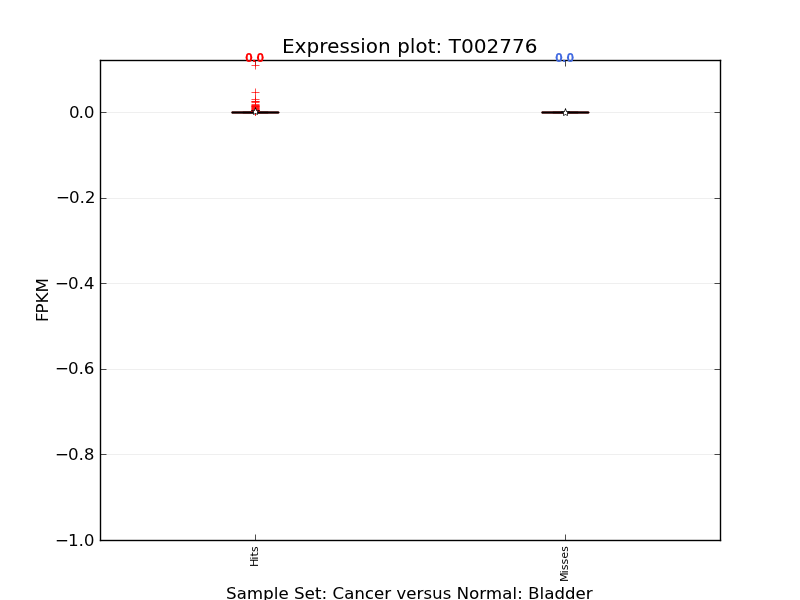 Expression plot: T002776
0.0
0.0
0.0
−0.2
−0.4
−0.6
−0.8
−1.0
FPKM
Hits
Misses
Sample Set: Cancer versus Normal: Bladder